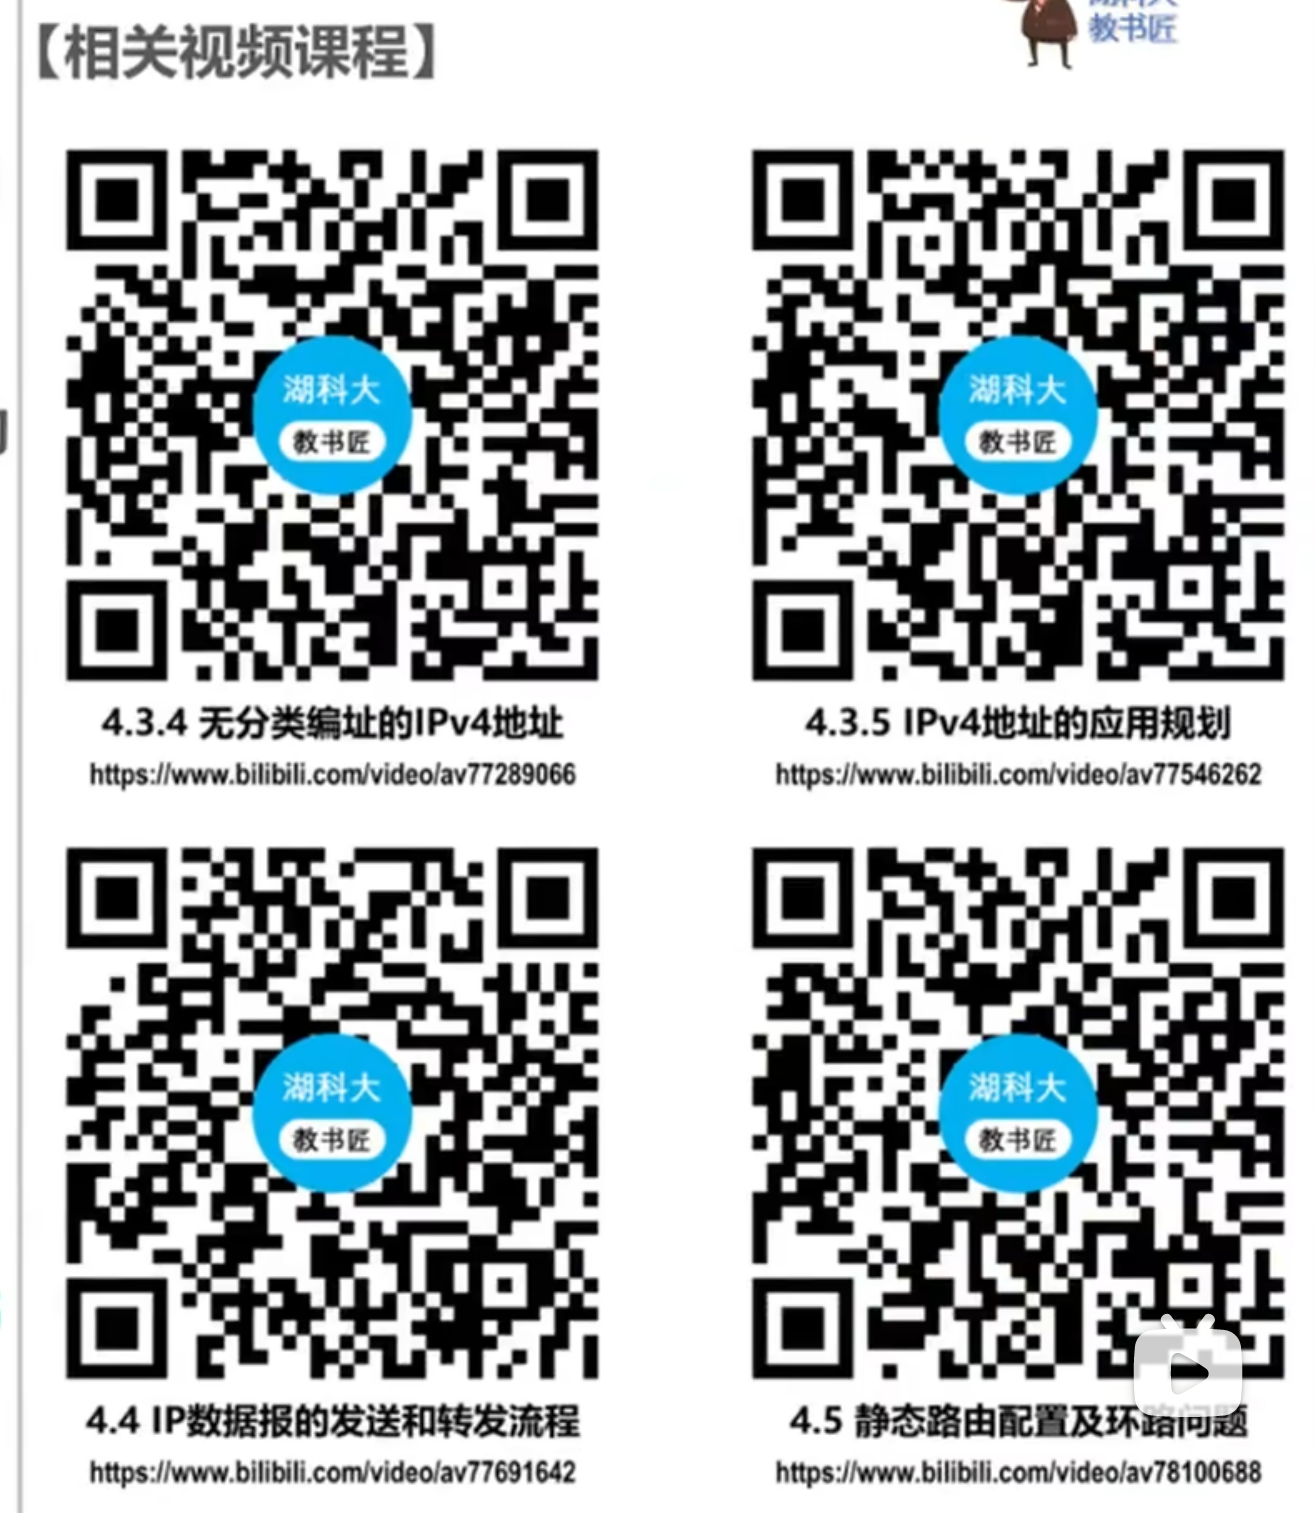 【相关视频课程】
教书匠
湖科大
教书匠
湖科大
教书匠
4.3.4 无分类编址的IPv4地址
4.3.5 IPv4地址的应用规划
https://www.bilibili.com/video/av77289066
https://www.bilibili.com/video/av77546262
湖科大
教书匠
湖科大
教书匠
4.4 IP数据报的发送和转发流程
4.5 静态路由配置及环路问题
https://www.bilibili.com/video/av77691642
https://www.bilibili.com/video/av78100688